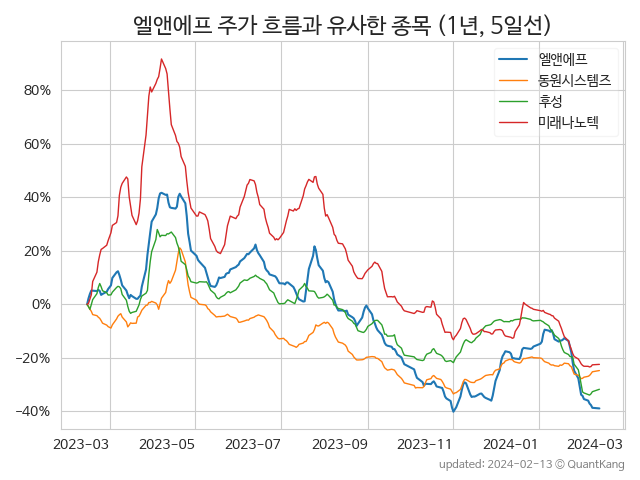 엘앤에프 주가 흐름과 유사한 종목 (1년, 5일선)
엘앤에프
동원시스템즈
후성
미래나노텍
80%
60%
40%
20%
0%
−20%
−40%
2023-03 2023-05 2023-07 2023-09 2023-11 2024-01 2024-03
updated: 2024-02-13 © QuantKang